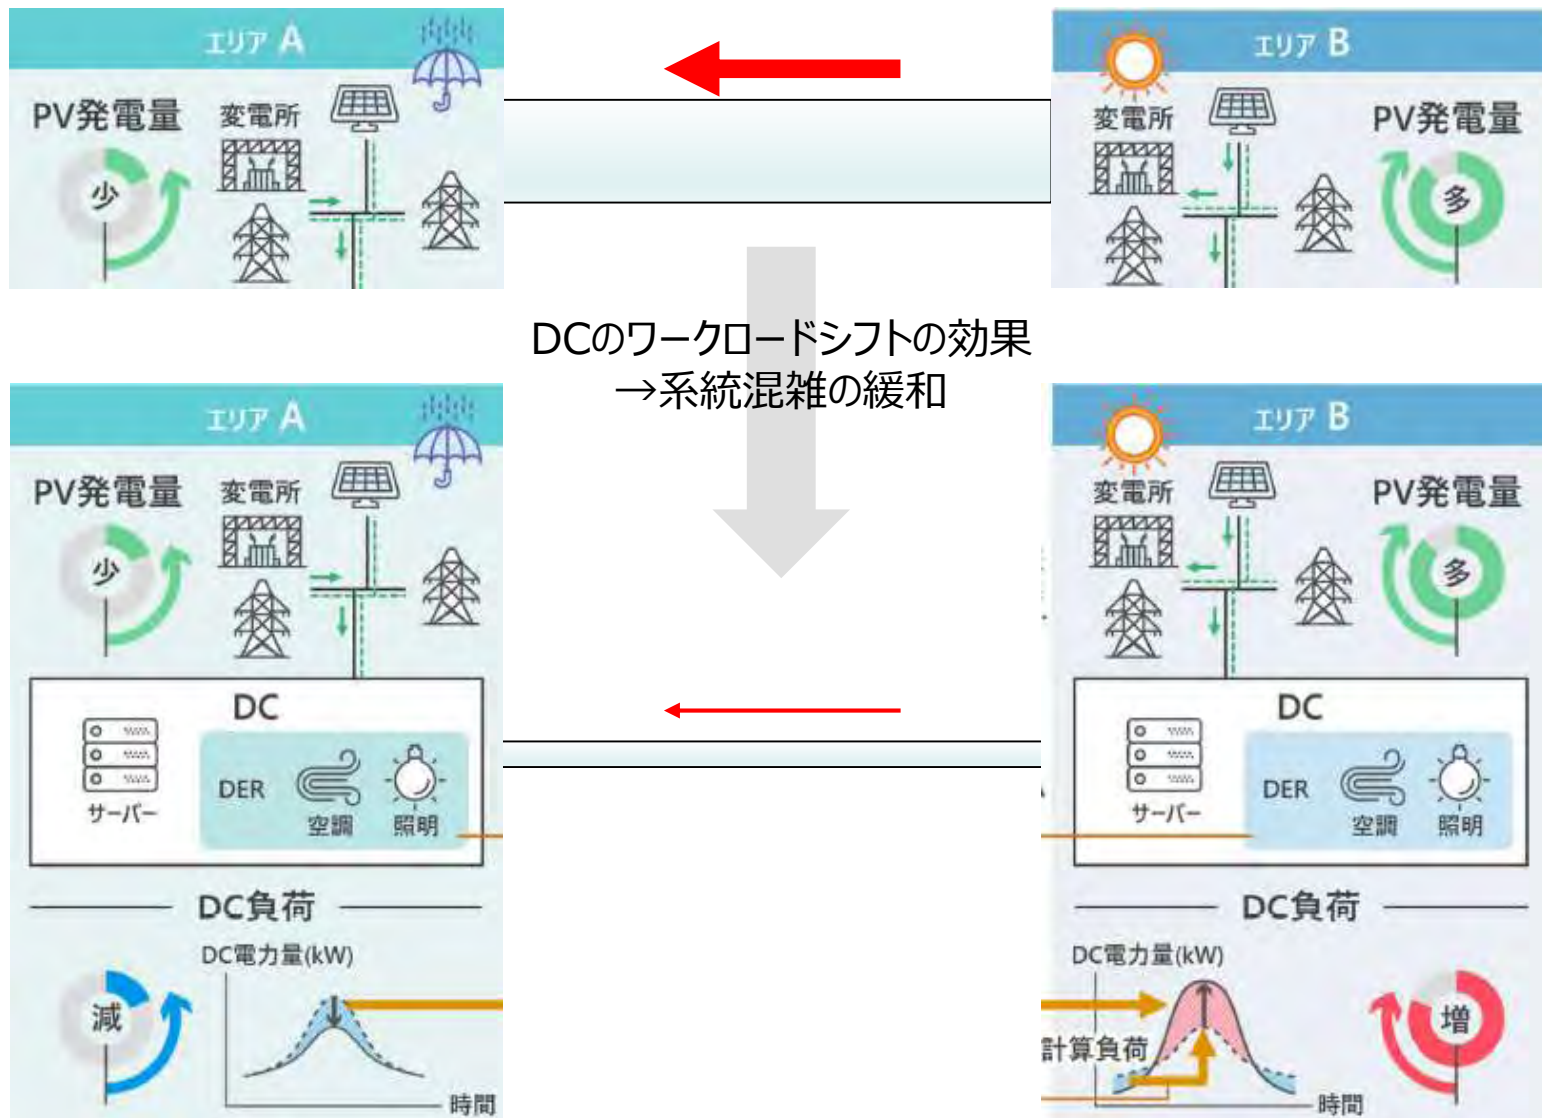 エリア A
PV発電量
変電所
少
エリア B
変電所
PV発電量
多
DCのワークロードシフトの効果
→系統混雑の緩和
エリア A
PV発電量
変電所
少
DC
サーバー
DER
空調
照明
DC負荷
DC電力量(kW)
減
時間
エリア B
変電所
PV発電量
多
DC
サーバー
DER
空調
照明
DC負荷
DC電力量(kW)
計算負荷
増
時間